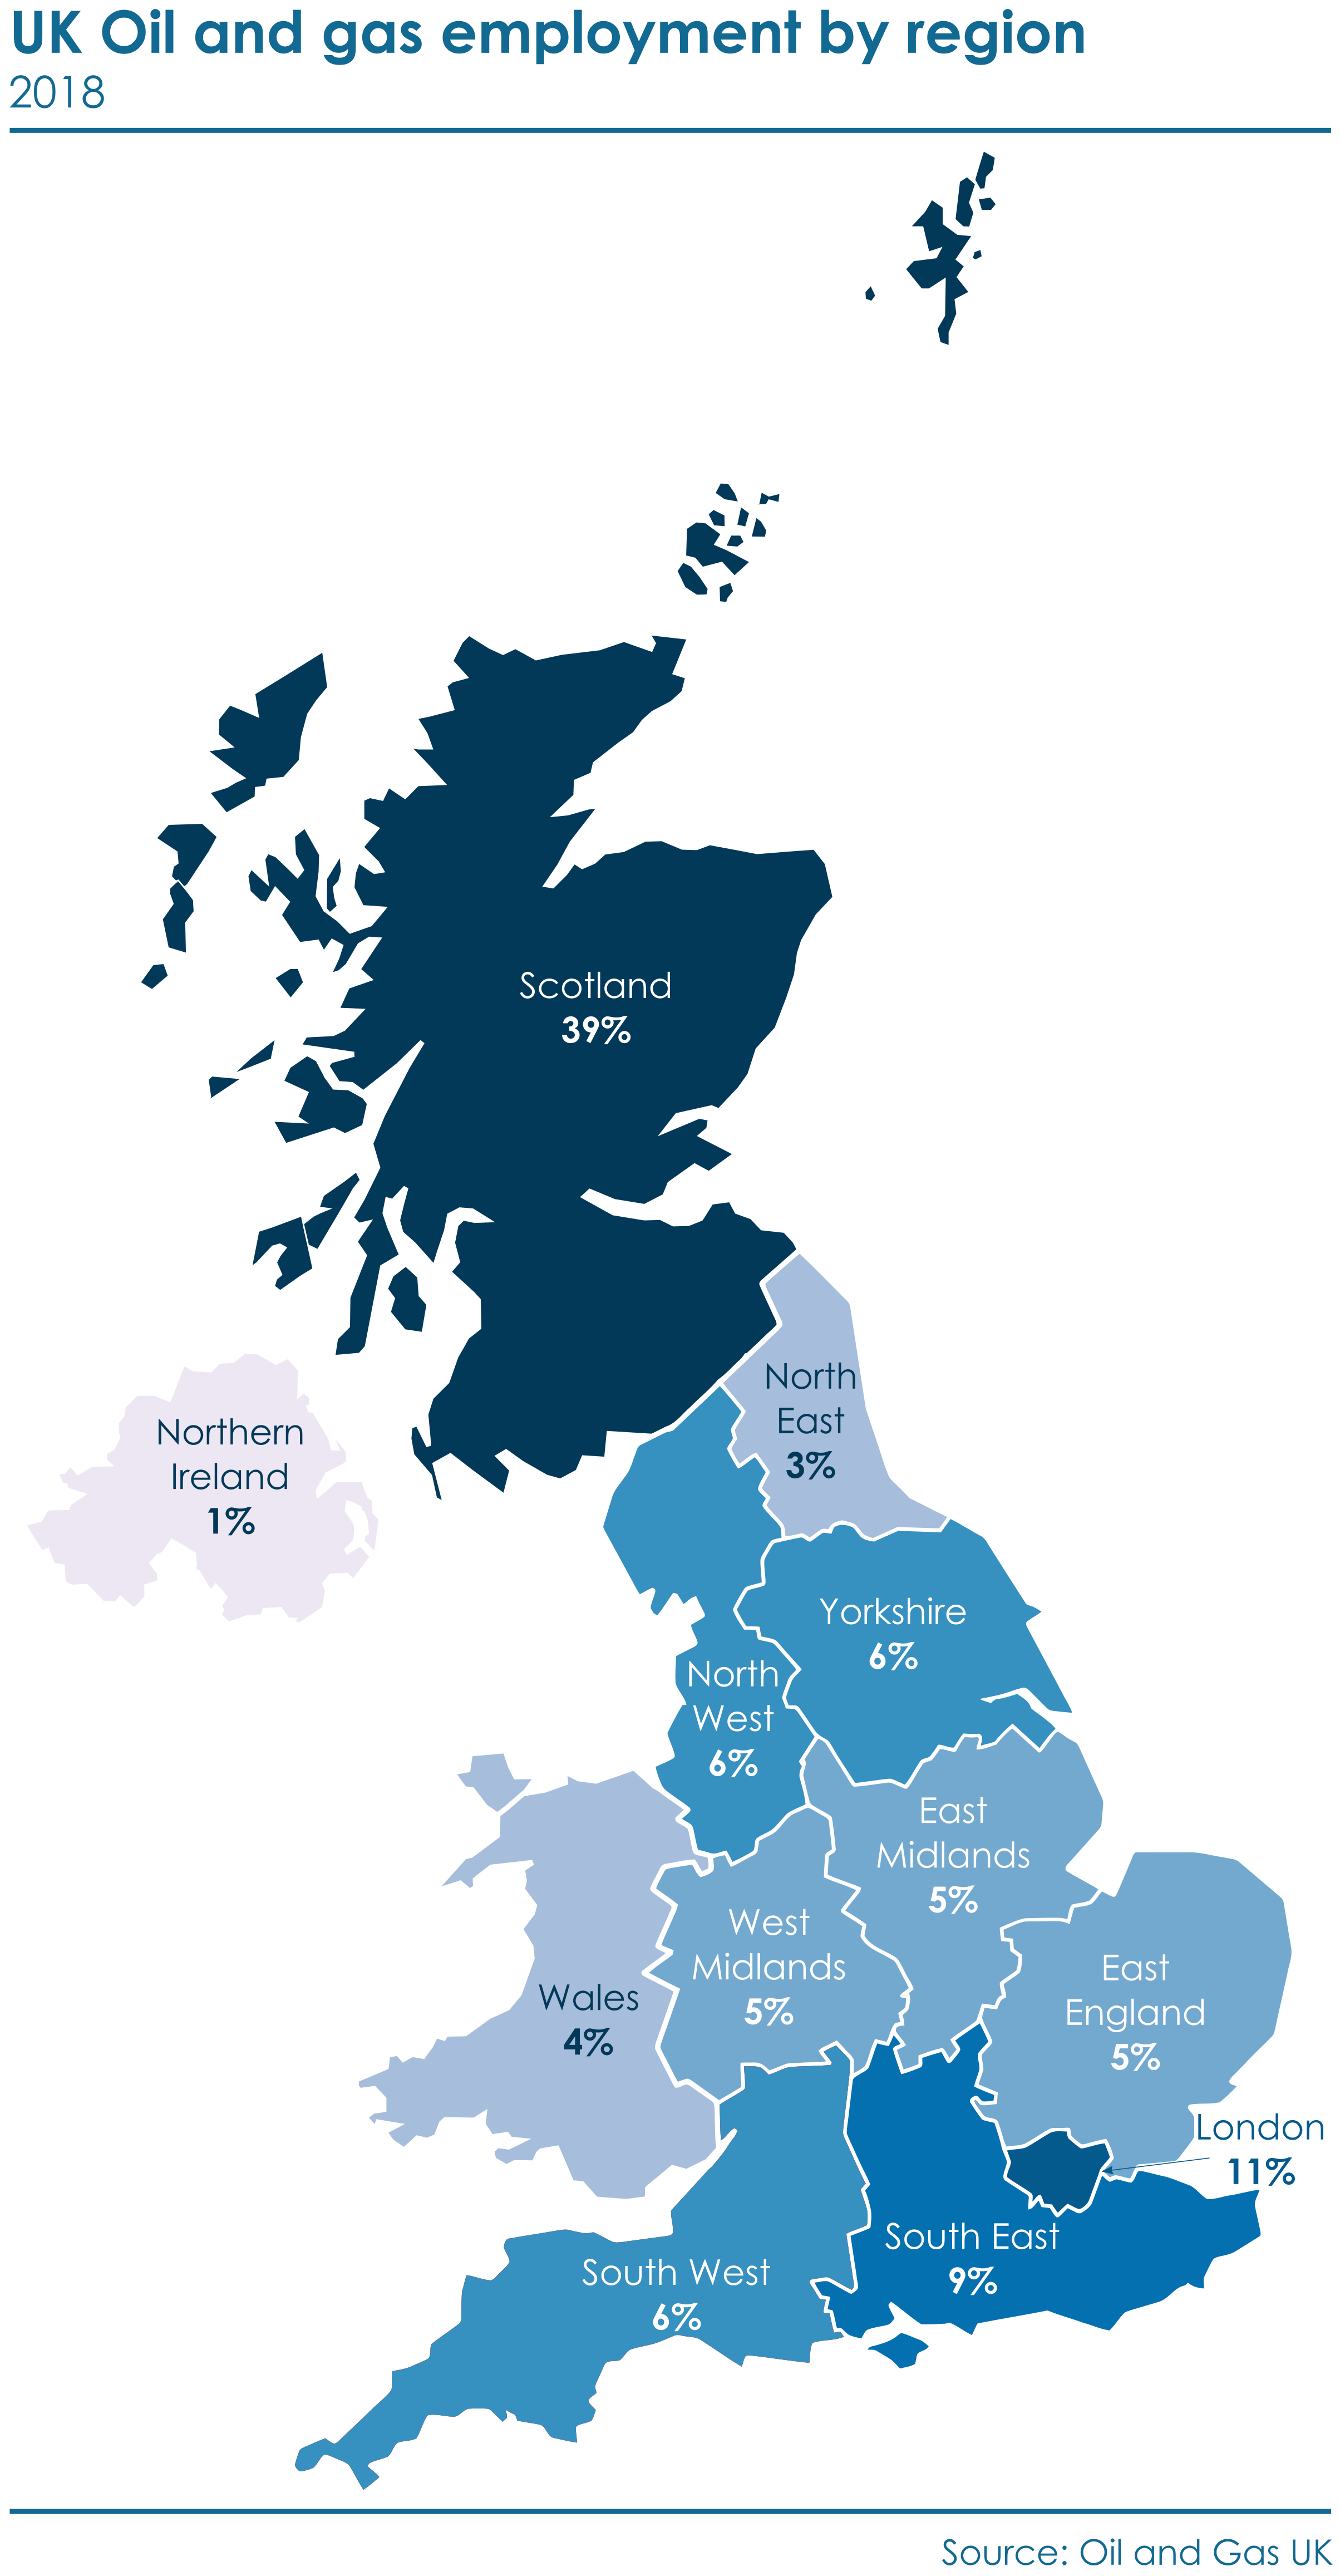 UK Oil and gas employment by region
2018
Scotland
39%
North
East
3%
Northern
Ireland
1%
Yorkshire
6%
North
West
6%
East
Midlands
5%
West
Midlands
5%
East
England
5%
Wales
4%
London
11%
South East
9%
South West
6%
Source: Oil and Gas UK